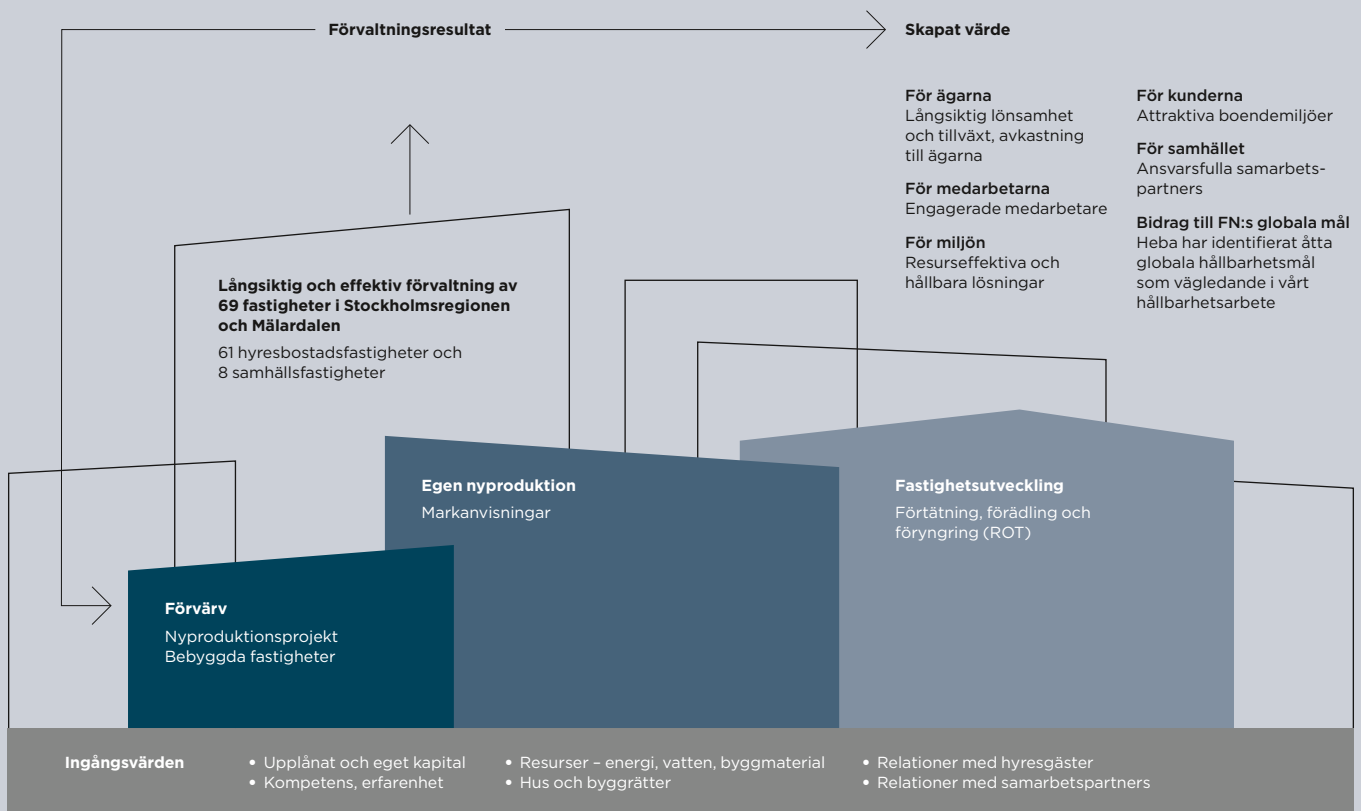 Förvaltningsresultat
Skapat värde
För ägarna
Långsiktig lönsamhet
och tillväxt, avkastning
till ägarna
För medarbetarna
Engagerade medarbetare
För miljön
Resurseffektiva och
hållbara lösningar
För kunderna
Attraktiva boendemiljöer
För samhället
Ansvarsfulla samarbets-
partners
Bidrag till FN:s globala mål
Heba har identifierat åtta
globala hållbarhetsmål
som vägledande i vårt
hållbarhetsarbete
Långsiktig och effektiv förvaltning av
69 fastigheter i Stockholmsregionen
och Mälardalen
61 hyresbostadsfastigheter och
8 samhällsfastigheter
Egen nyproduktion
Markanvisningar
Fastighetsutveckling
Förtätning, förädling och
föryngring (ROT)
Förvärv
Nyproduktionsprojekt
Bebyggda fastigheter
Ingångsvärden
• Upplånat och eget kapital
• Kompetens, erfarenhet
• Resurser – energi, vatten, byggmaterial
• Hus och byggrätter
• Relationer med hyresgäster
• Relationer med samarbetspartners